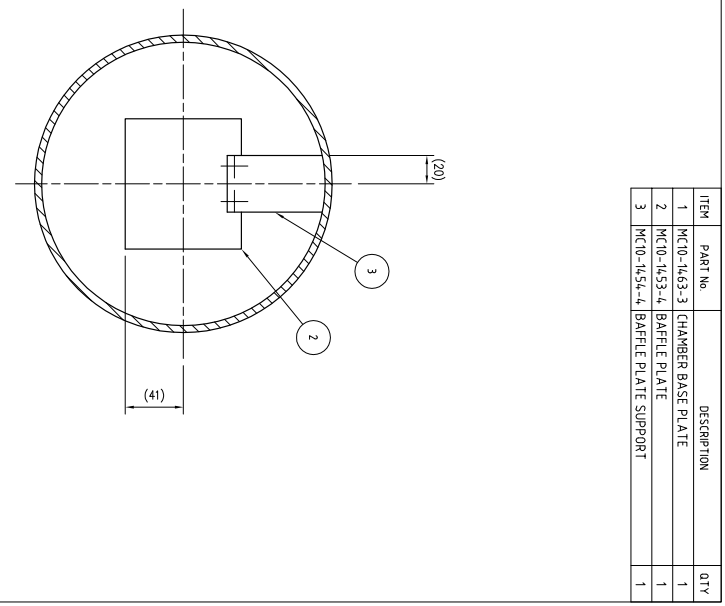 ITEM PART No. DESCRIPTION QTY
1 MC10-1463-3 CHAMBER BASE PLATE 1
2 MC10-1453-4 BAFFLE PLATE 1
3 MC10-1454-4 BAFFLE PLATE SUPPORT 1
(20)
3
2
(41)